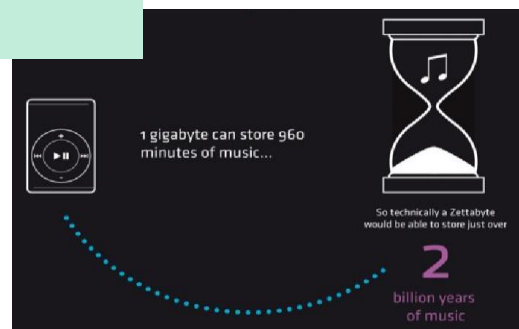 1 gigabyte can store 960
minutes of music...
So technically a Zettabyte
would be able to store just over
2
billion years
of music